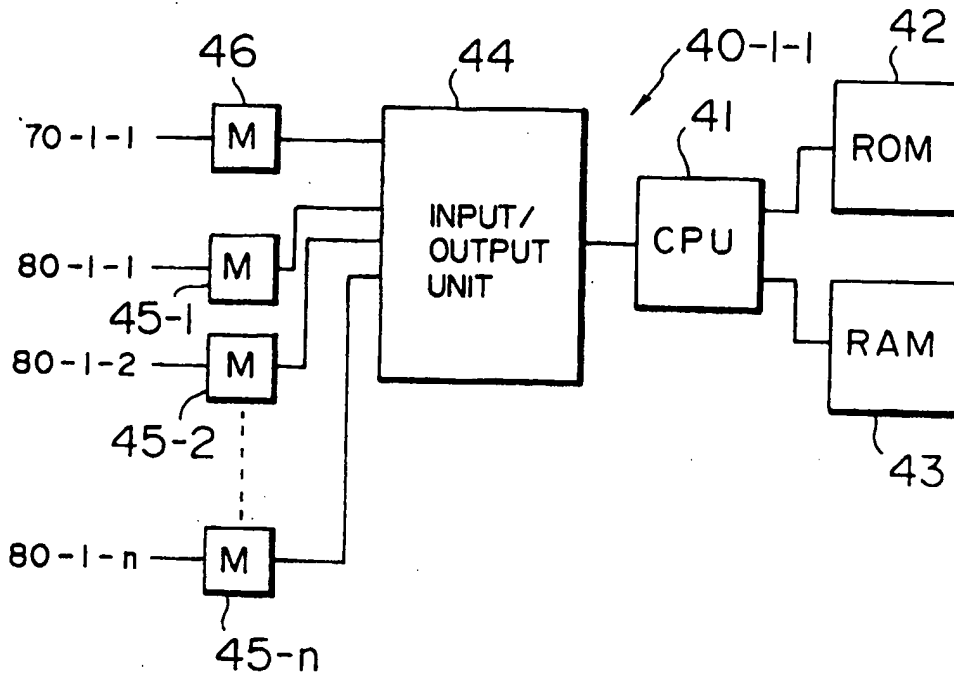 46
44
40-1-1
42
41
70-1-1
M
ROM
INPUT/
OUTPUT
UNIT
CPU
80-1-1
M
45-1
80-1-2
M
RAM
45-2
43
80-1-n
M
45-n